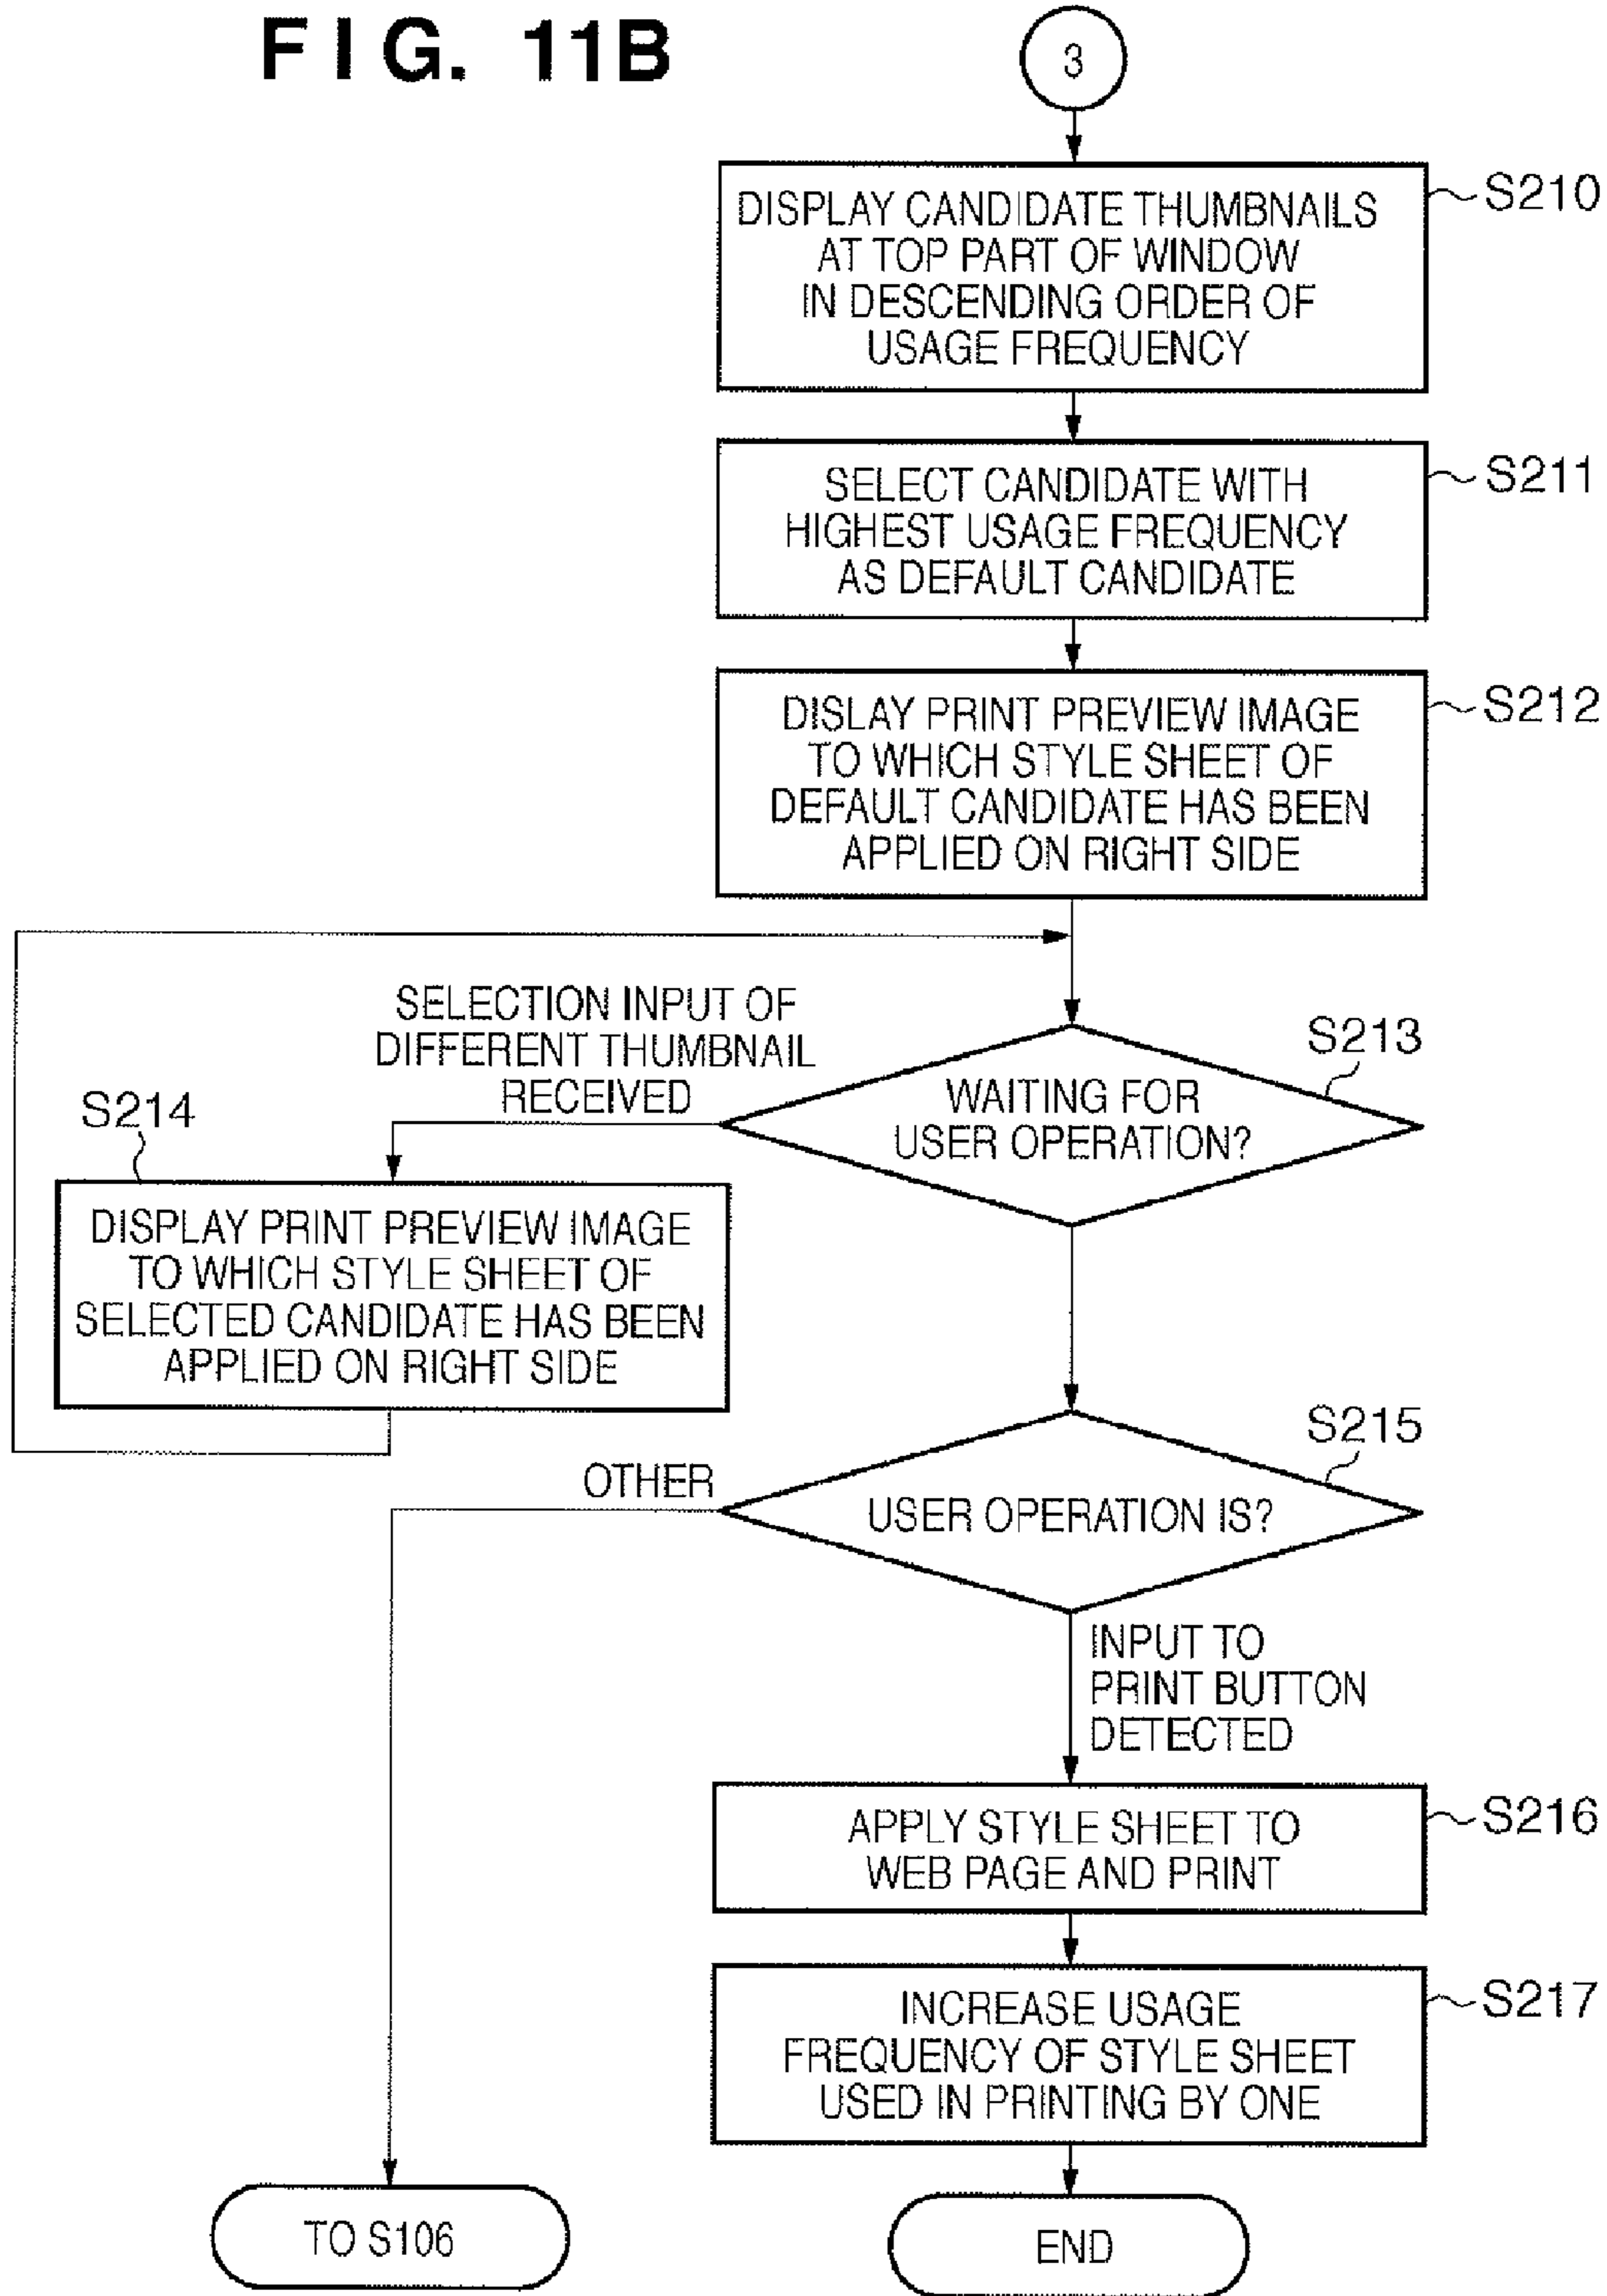 FIG. 11B
3
DISPLAY CANDIDATE THUMBNAILS
AT TOP PART OF WINDOW
IN DESCENDING ORDER OF
USAGE FREQUENCY
S210
SELECT CANDIDATE WITH
HIGHEST USAGE FREQUENCY
AS DEFAULT CANDIDATE
S211
DISLAY PRINT PREVIEW IMAGE
TO WHICH STYLE SHEET OF
DEFAULT CANDIDATE HAS BEEN
APPLIED ON RIGHT SIDE
S212
SELECTION INPUT OF
DIFFERENT THUMBNAIL
RECEIVED
WAITING FOR
USER OPERATION?
S213
S214
DISPLAY PRINT PREVIEW IMAGE
TO WHICH STYLE SHEET OF
SELECTED CANDIDATE HAS BEEN
APPLIED ON RIGHT SIDE
OTHER
USER OPERATION IS?
S215
INPUT TO
PRINT BUTTON
DETECTED
APPLY STYLE SHEET TO
WEB PAGE AND PRINT
S216
INCREASE USAGE
FREQUENCY OF STYLE SHEET
USED IN PRINTING BY ONE
S217
TO S106
END